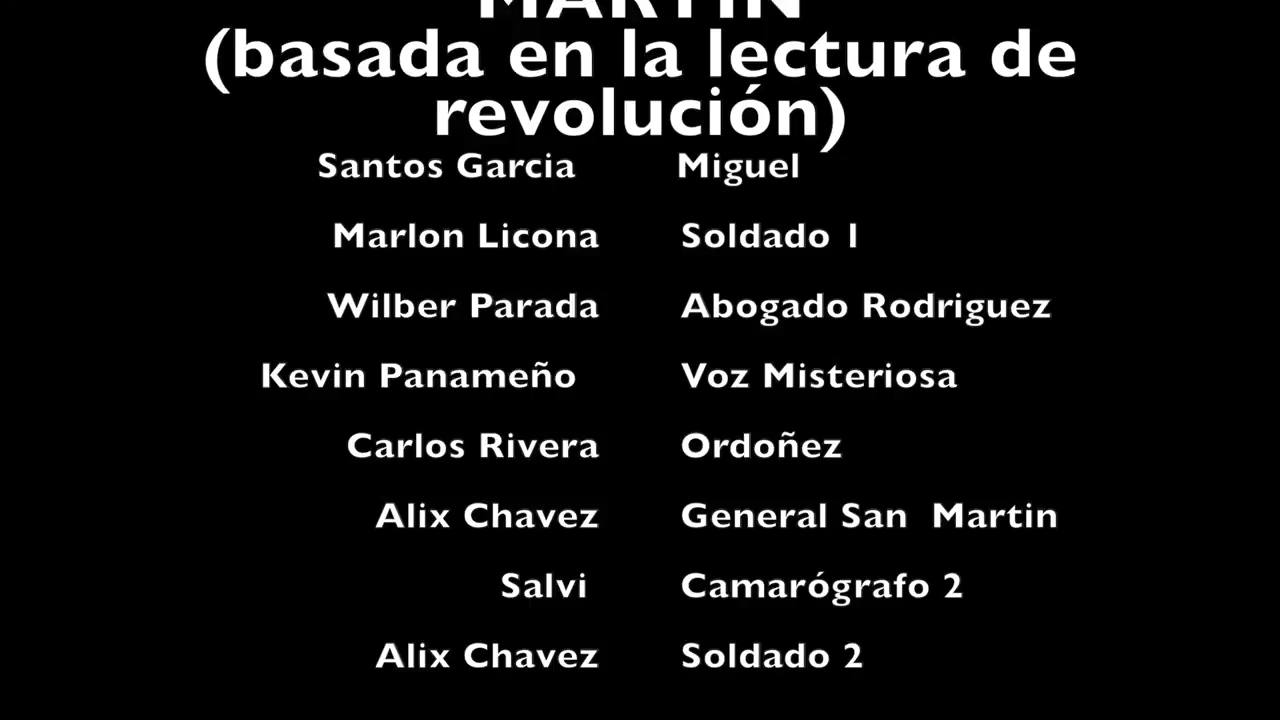 MARTIN
(basada en la lectura de
revolución)
Santos Garcia Miguel
Marlon Licona Soldado 1
Wilber Parada Abogado Rodriguez
Kevin Panameño Voz Misteriosa
Carlos Rivera Ordoñez
Alix Chavez General San Martin
Salvi Camarógrafo 2
Alix Chavez Soldado 2